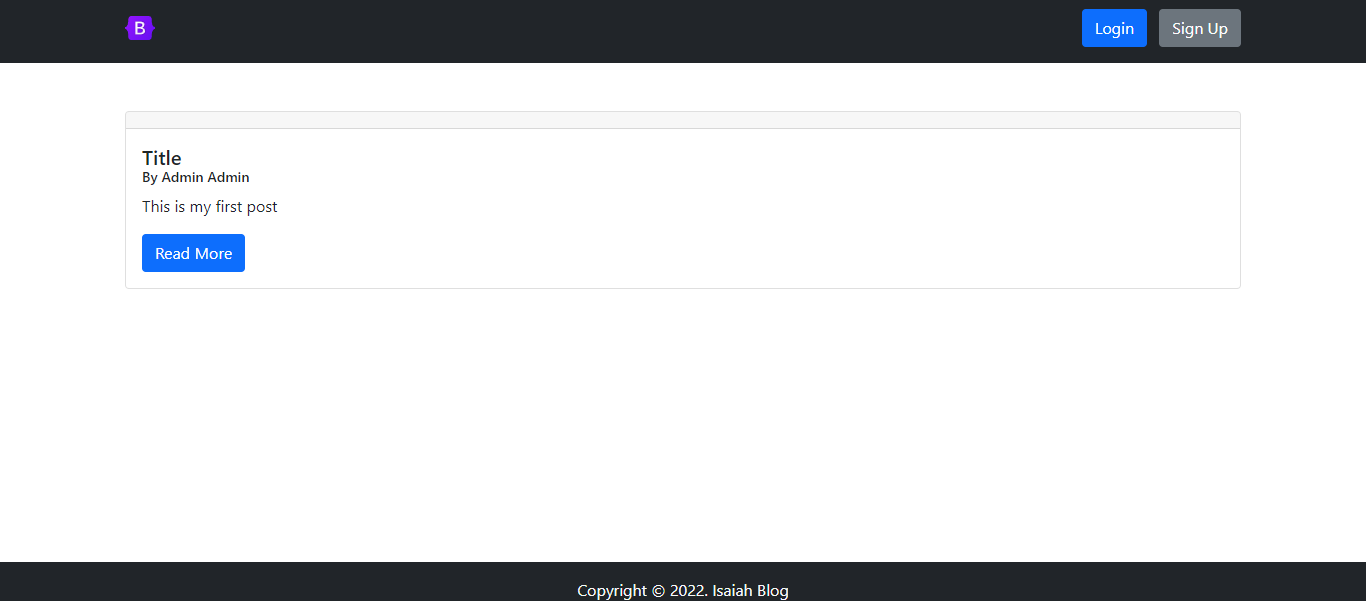 B
Login Sign Up
Title
By Admin Admin
This is my first post
Read More
Copyright © 2022. Isaiah Blog